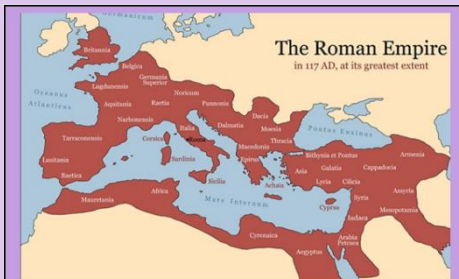 Germanicum
The Roman Empire
in 117 AD, at its greatest extent
Britannia
Oceanus
Atlanticus
Belgica
Germania
Superior
Lugdunensis
Noricum
Aquitania
Raetia
Pannonia
Dacia
Narbonensis
Dalmatia
Moesia
Pontus Euxinus
Tarraconensis
Corsica
Italia
Rome
Thracia
Macedonia
Bithynia et Pontus
Armenia
Lusitania
Sardinia
Epirus
Asia
Galatia
Cappadocia
Baetica
Sicilia
Achaia
Lycia
Cilicia
Assyria
Mauretania
Africa
Mare Internum
Cyprus
Syria
Mesopotamia
Judaea
Cyrenaica
Arabia
Petraea
Aegyptus